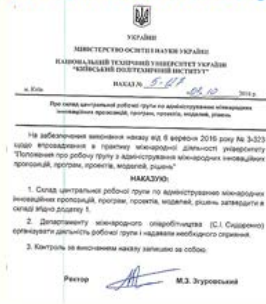 УКРАЇНИ
МІНІСТЕРСТВО ОСВІТИ І НАУКИ УКРАЇНИ
НАЦІОНАЛЬНИЙ ТЕХНІЧНИЙ УНІВЕРСИТЕТ УКРАЇНИ
"КИЇВСЬКИЙ ПОЛІТЕХНІЧНИЙ ІНСТИТУТ"
НАКАЗ №
м. Київ 2016 р.
Про склад центральної робочої групи по адмініструванню міжнародних
інноваційних пропозицій, програм, проектів, моделей, рішень
На забезпечення виконання наказу від 6 вересня 2016 року № 3-323
щодо впровадження в практику міжнародної діяльності університету
"Положення про робочу групу з адміністрування міжнародних інноваційних
пропозицій, програм, проектів, моделей, рішень"
НАКАЗУЮ:
1. Склад центральної робочої групи по адмініструванню міжнародних
інноваційних пропозицій, програм, проектів, моделей, рішень затвердити в
складі згідно додатку 1.
2. Департаменту міжнародного співробітництва (С.І. Сидоренко)
організувати діяльність робочої групи і надавати необхідного сприяння.
3. Контроль за виконанням наказу залишаю за собою.
Ректор М.З. Згуровський